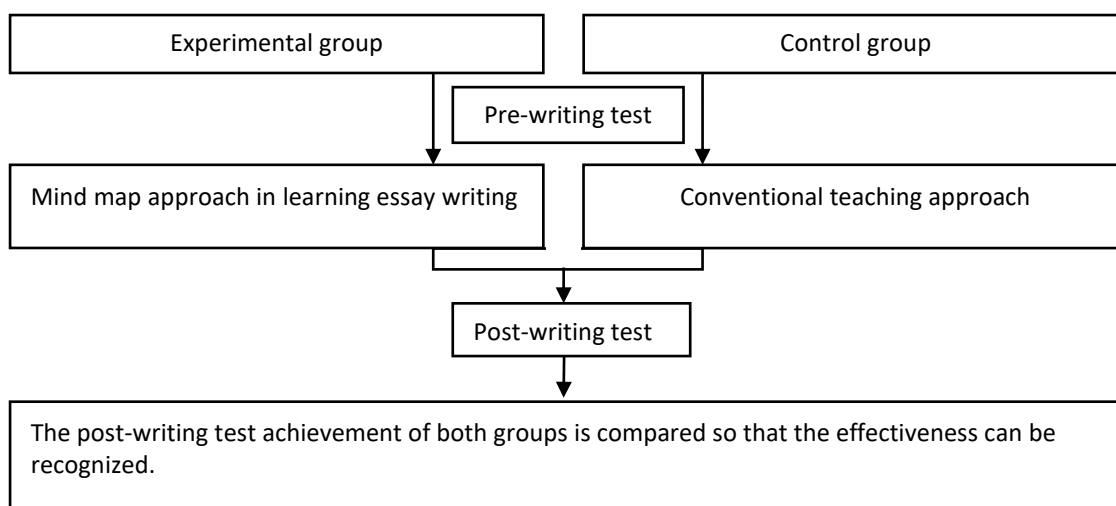 Experimental group
Control group
Pre-writing test
Mind map approach in learning essay writing
Conventional teaching approach
Post-writing test
The post-writing test achievement of both groups is compared so that the effectiveness can be
recognized.